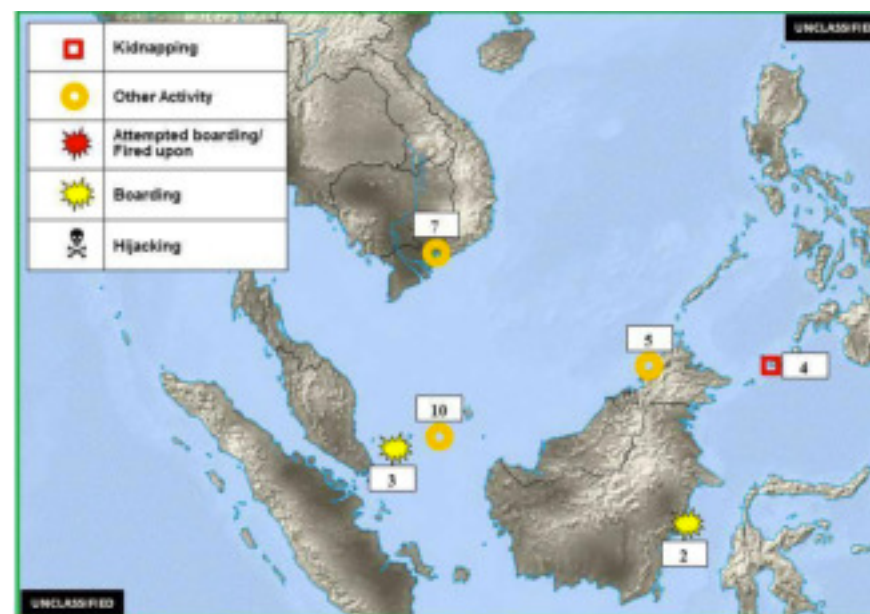 UNCLASSIFIED
Kidnapping
Other Activity
Attempted boarding/
Fired upon
Boarding
Hijacking
7
5
4
10
3
2
UNCLASSIFIED